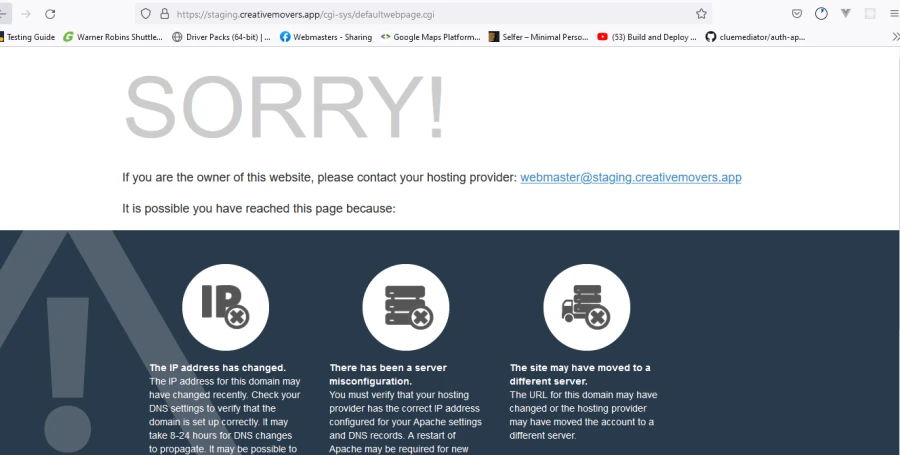 https://staging.creativemovers.app/cgi-sys/defaultwebpage.cgi
Testing Guide Warner Robins Shuttle... Driver Packs (64-bit) | ... Webmasters - Sharing Google Maps Platform... Selfer – Minimal Perso... (53) Build and Deploy ... cluemediator/auth-ap...
SORRY!
If you are the owner of this website, please contact your hosting provider: webmaster@staging.creativemovers.app
It is possible you have reached this page because:
IP
The IP address has changed.
The IP address for this domain may
have changed recently. Check your
DNS settings to verify that the
domain is set up correctly. It may
take 8-24 hours for DNS changes
to propagate. It may be possible to
There has been a server
misconfiguration.
You must verify that your hosting
provider has the correct IP address
configured for your Apache settings
and DNS records. A restart of
Apache may be required for new
The site may have moved to a
different server.
The URL for this domain may have
changed or the hosting provider
may have moved the account to a
different server.